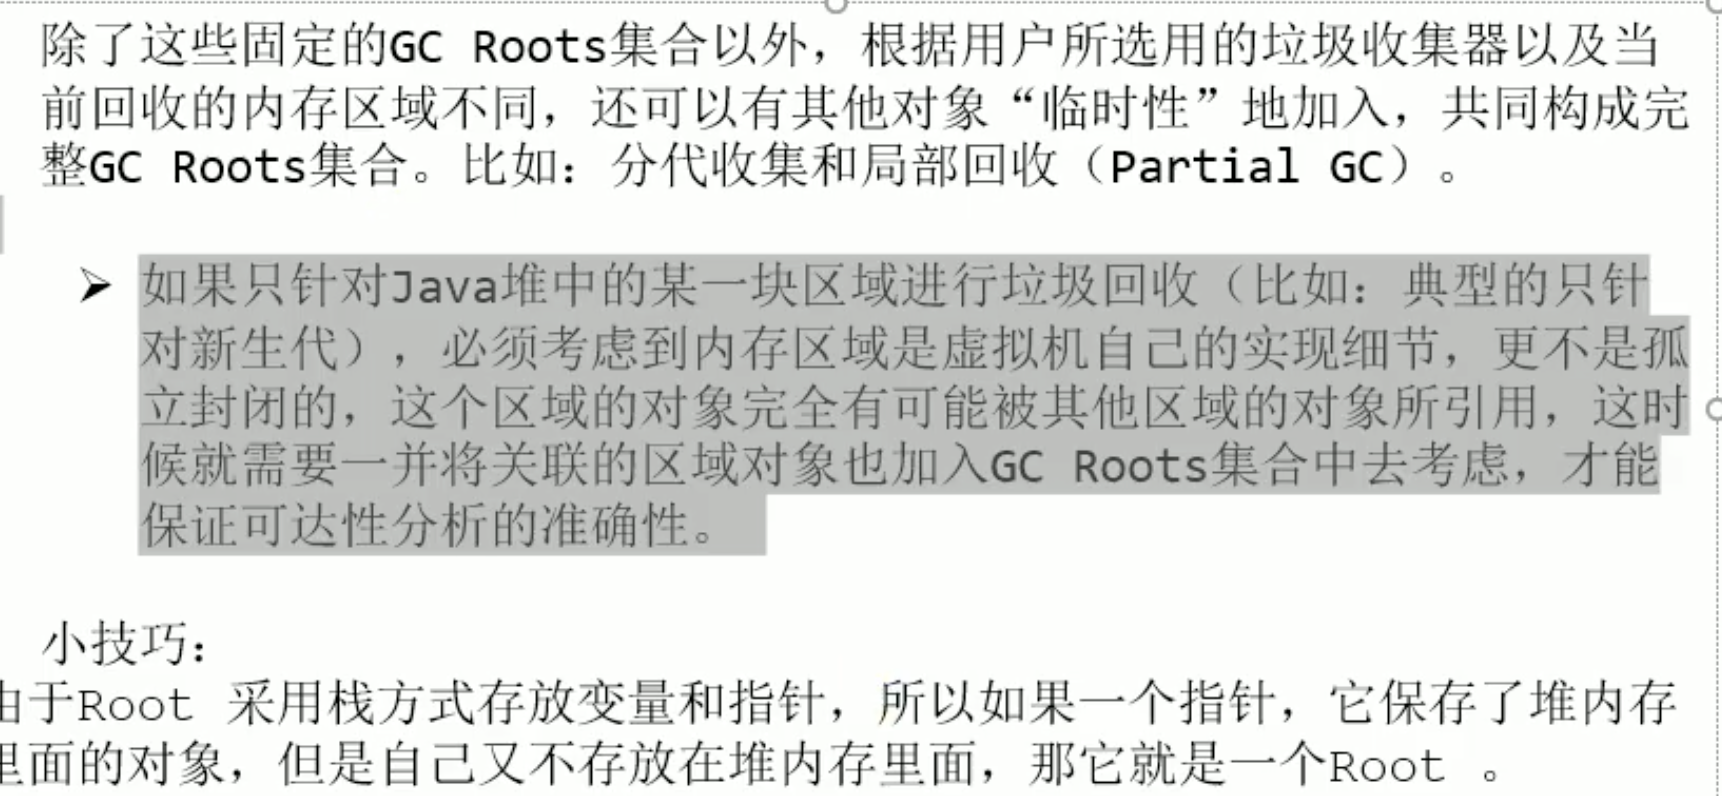 除了这些固定的GC Roots集合以外，根据用户所选用的垃圾收集器以及当
前回收的内存区域不同，还可以有其他对象“临时性”地加入，共同构成完
整GC Roots集合。比如：分代收集和局部回收（Partial GC）。
➢ 如果只针对Java堆中的某一块区域进行垃圾回收（比如：典型的只针
对新生代），必须考虑到内存区域是虚拟机自己的实现细节，更不是孤
立封闭的，这个区域的对象完全有可能被其他区域的对象所引用，这时
候就需要一并将关联的区域对象也加入GC Roots集合中去考虑，才能
保证可达性分析的准确性。
小技巧：
由于Root 采用栈方式存放变量和指针，所以如果一个指针，它保存了堆内存
里面的对象，但是自己又不存放在堆内存里面，那它就是一个Root 。